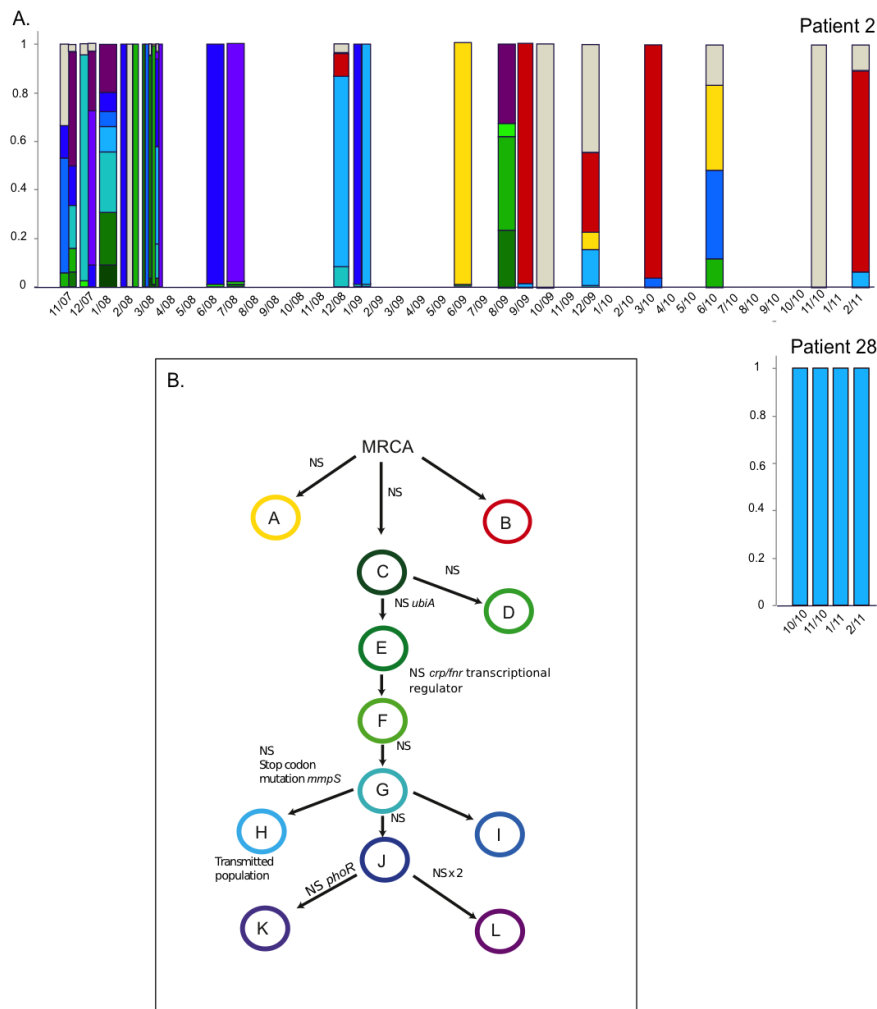 A.
Patient 2
1
0.8
0.6
0.4
0.2
0
11/07 12/07 1/08 2/08 3/08 4/08 5/08 6/08 7/08 8/08 9/08 10/08 11/08 12/08 1/09 2/09 3/09 4/09 5/09 6/09 7/09 8/09 9/09 10/09 11/09 12/09 1/10 2/10 3/10 4/10 5/10 6/10 7/10 8/10 9/10 10/10 11/10 1/11 2/11
Patient 28
1
0.8
0.6
0.4
0.2
0
10/10 11/10 1/11 2/11
B.
MRCA
NS
NS
A
B
C
NS
NS ubiA
D
E
NS crp/fnr transcriptional
regulator
F
NS
NS
Stop codon
mutation mmpS
G
NS
H
I
Transmitted
population
J
NS phoR
NS x 2
K
L